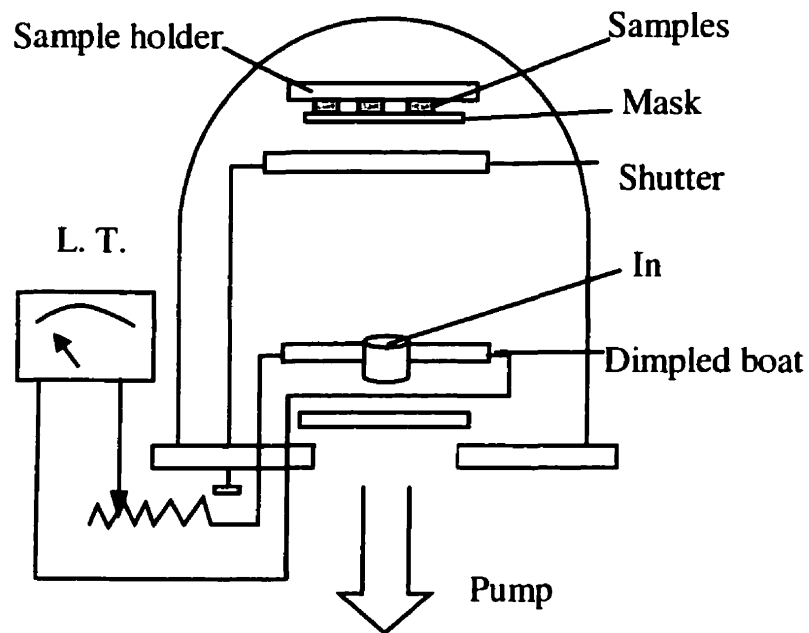 Sample holder
Samples
Mask
Shutter
L. T.
In
Dimpled boat
Pump